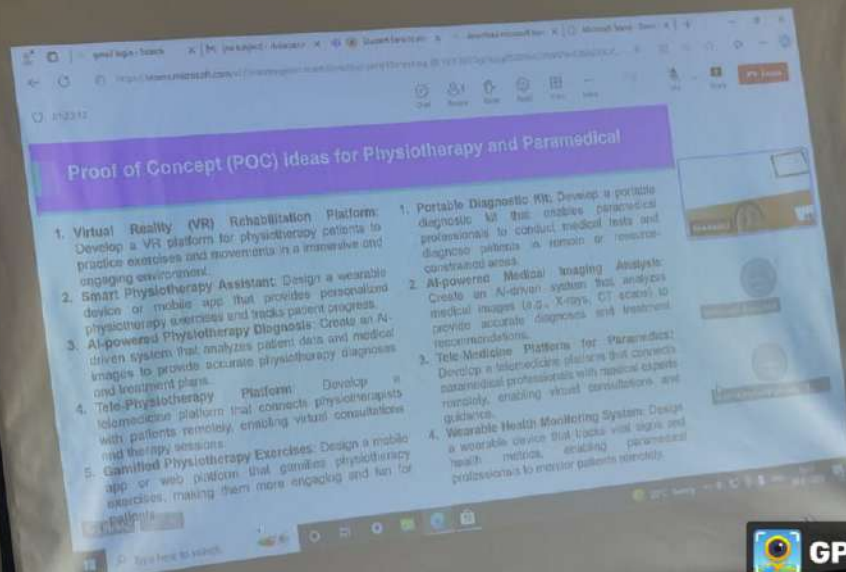 Proof of Concept (POC) ideas for Physiotherapy and Paramedical
1. Virtual Reality (VR) Rehabilitation Platform:
Develop a VR platform for physiotherapy patients to
practice exercises and movements in a immersive and
engaging environment.
2. Smart Physiotherapy Assistant: Design a wearable
device or mobile app that provides personalized
physiotherapy exercises and tracks patient progress.
3. AI-powered Physiotherapy Diagnosis: Create an AI-
driven system that analyzes patient data and medical
images to provide accurate physiotherapy diagnoses
and treatment plans.
4. Tele-Physiotherapy Platform: Develop a
telemedicine platform that connects physiotherapists
with patients remotely, enabling virtual consultations
and therapy sessions.
5. Gamified Physiotherapy Exercises: Design a mobile
app or web platform that gamifies physiotherapy
exercises, making them more engaging and fun for
patients.
1. Portable Diagnostic Kit: Develop a portable
diagnostic kit that enables paramedical
professionals to conduct medical tests and
diagnose patients in remote or resource-
constrained areas.
2. AI-powered Medical Imaging Analysis:
Create an AI-driven system that analyzes
medical images (e.g., X-rays, CT scans) to
provide accurate diagnoses and treatment
recommendations.
3. Tele-Medicine Platform for Paramedics:
Develop a telemedicine platform that connects
paramedical professionals with medical experts
remotely, enabling virtual consultations and
guidance.
4. Wearable Health Monitoring System: Design
a wearable device that tracks vital signs and
health metrics, enabling paramedical
professionals to monitor patients remotely.
Type here to search
GP